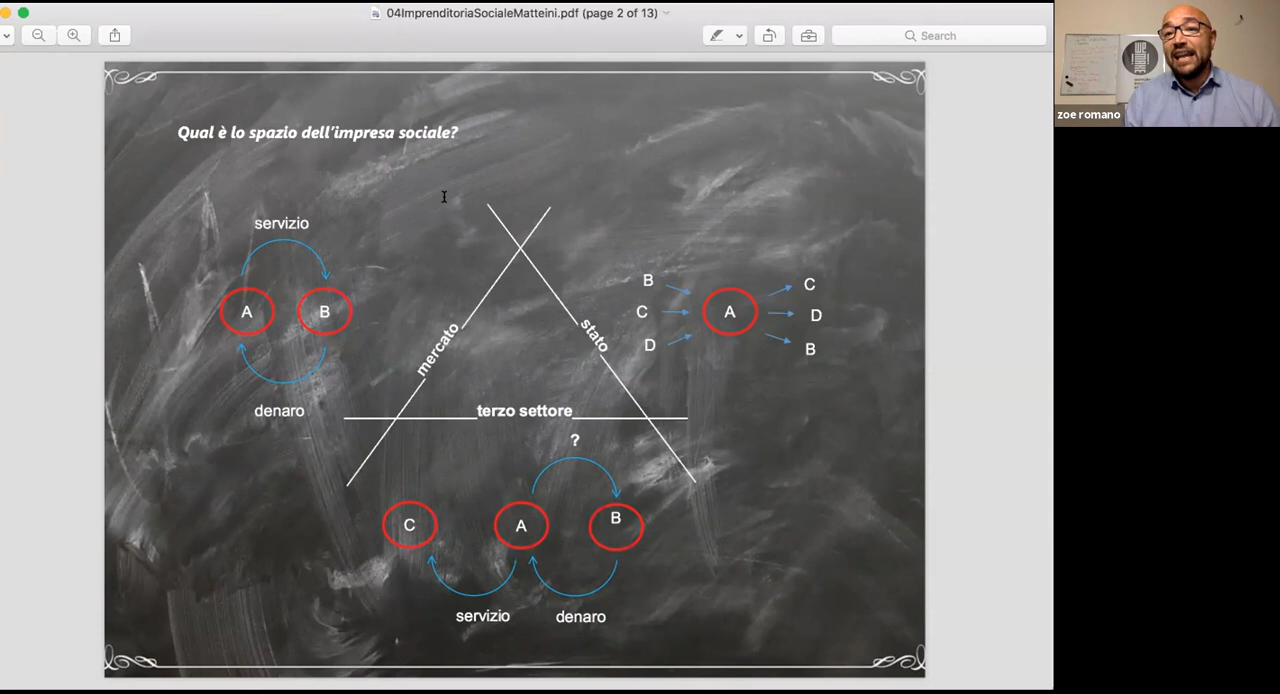 04ImprenditoriaSocialeMatteini.pdf (page 2 of 13)
Search
zoe romano
Qual è lo spazio dell'impresa sociale?
servizio
A
B
denaro
mercato
stato
terzo settore
B
C
D
A
C
D
B
?
C
A
B
servizio
denaro